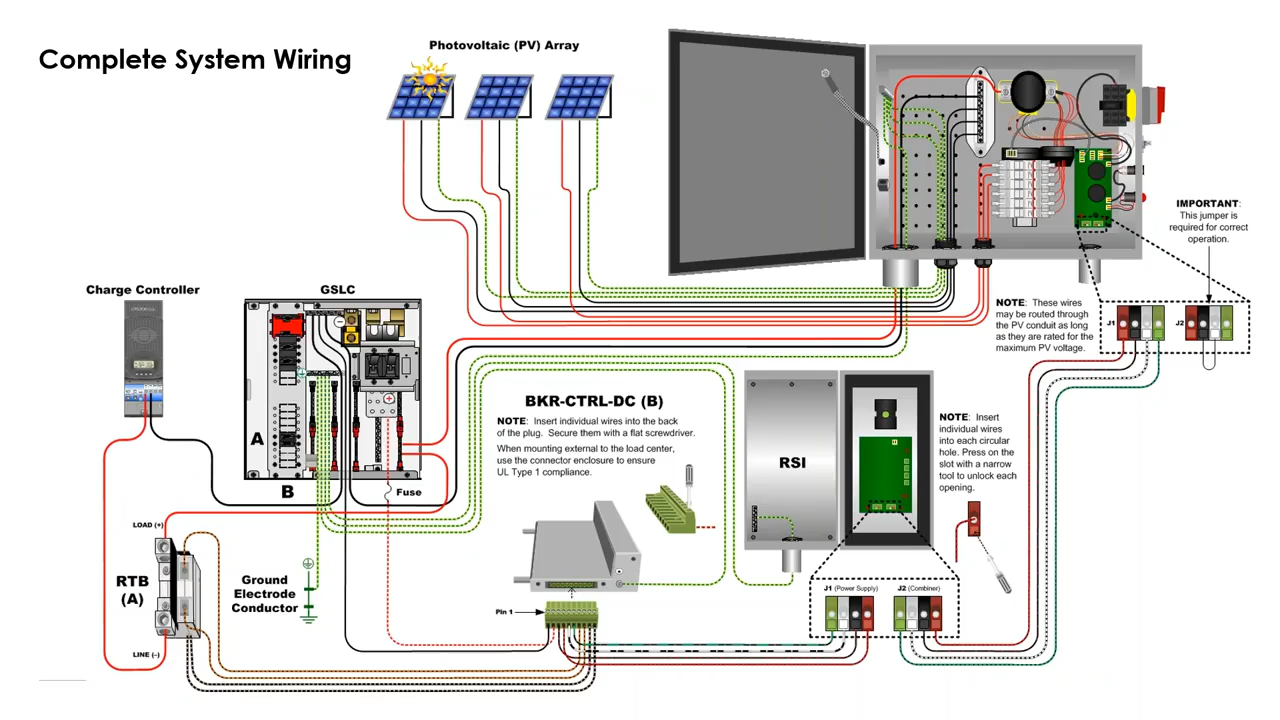 Complete System Wiring
Photovoltaic (PV) Array
IMPORTANT:
This jumper is
required for correct
operation.
Charge Controller
GSLC
NOTE: These wires
may be routed through
the PV conduit as long
as they are rated for the
maximum PV voltage.
J1
J2
A
B
Fuse
BKR-CTRL-DC (B)
NOTE: Insert individual wires into the back
of the plug. Secure them with a flat screwdriver.
When mounting external to the load center,
use the connector enclosure to ensure
UL Type 1 compliance.
RSI
NOTE: Insert
individual wires
into each circular
hole. Press on the
slot with a narrow
tool to unlock each
opening.
LOAD (+)
RTB
(A)
LINE (–)
Ground
Electrode
Conductor
Pin 1
J1 (Power Supply)
J2 (Combiner)